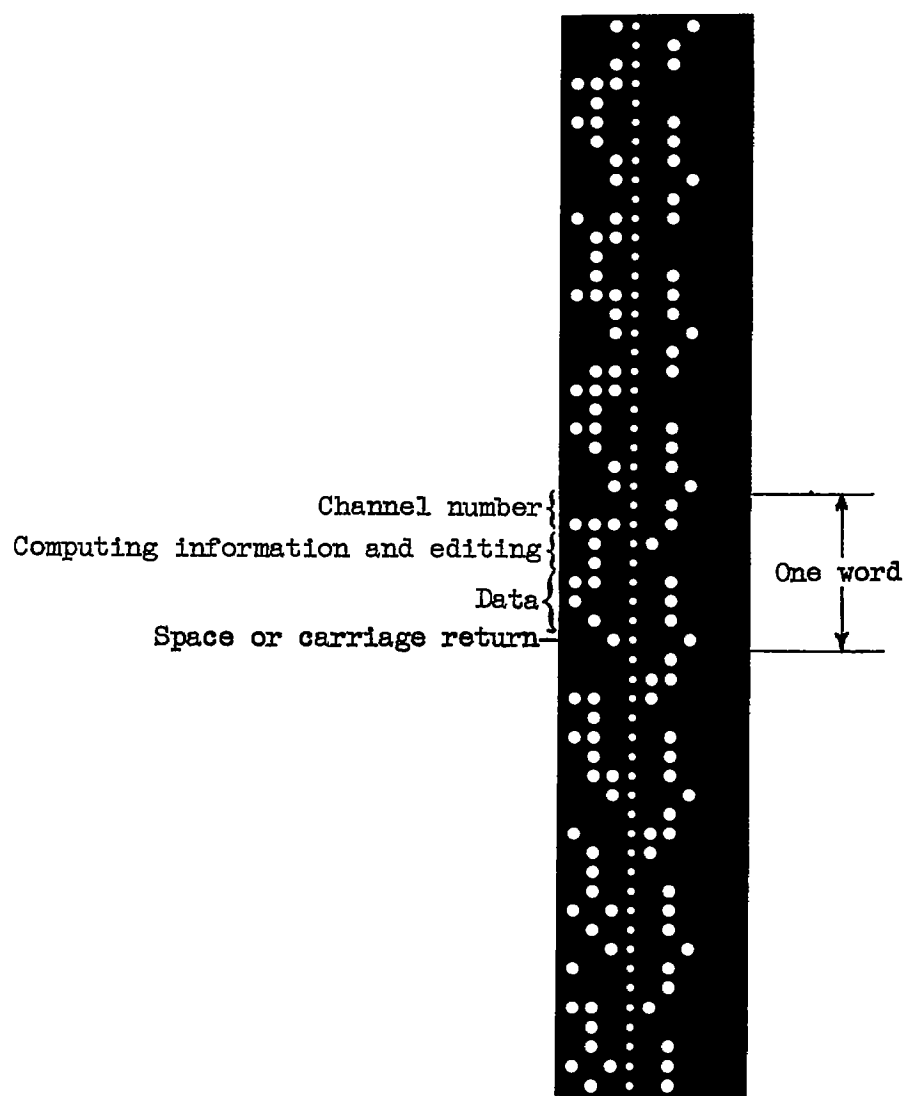 Channel number
Computing information and editing
Data
One word
Space or carriage return